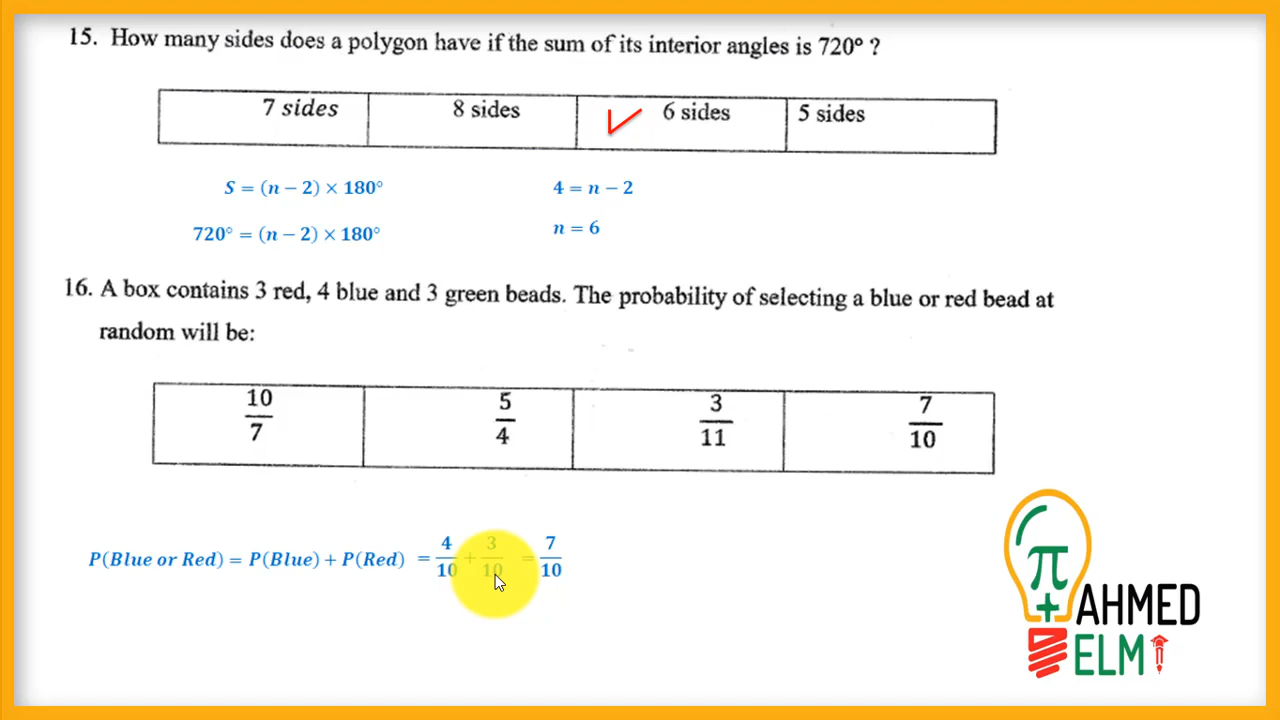 15. How many sides does a polygon have if the sum of its interior angles is 720° ?
7 sides 8 sides 6 sides 5 sides
S = (n − 2) × 180° 4 = n − 2
720° = (n − 2) × 180° n = 6
16. A box contains 3 red, 4 blue and 3 green beads. The probability of selecting a blue or red bead at
random will be:
10/7 5/4 3/11 7/10
P(Blue or Red) = P(Blue) + P(Red) = 4/10 + 3/10 = 7/10
π
+AHMED
ELMi